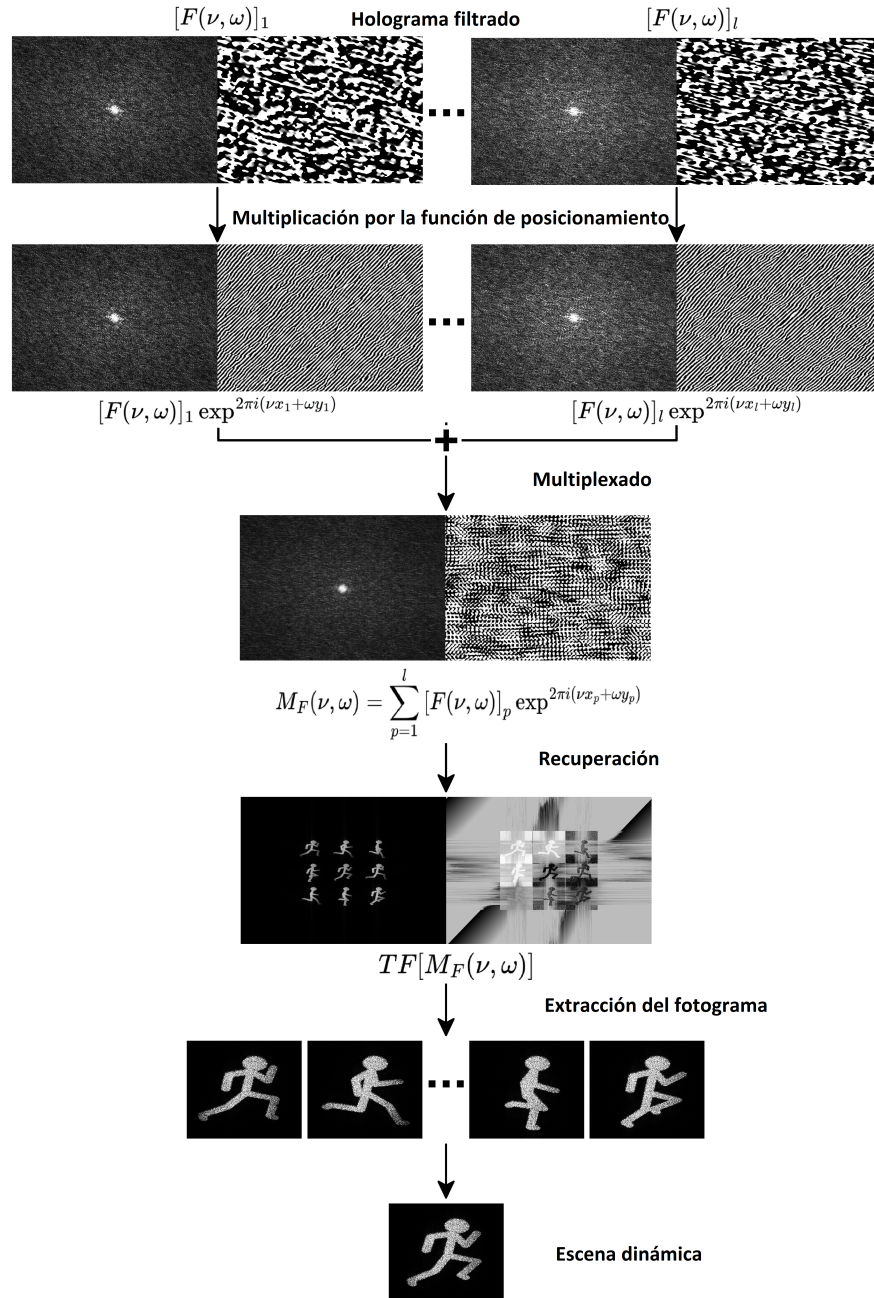 [F(ν, ω)]₁ Holograma filtrado [F(ν, ω)]ₗ
Multiplicación por la función de posicionamiento
[F(ν, ω)]₁ exp^{2πi(νx₁+ωy₁)} [F(ν, ω)]ₗ exp^{2πi(νxₗ+ωyₗ)}
+
Multiplexado
M_F(ν, ω) = \sum_{p=1}^{l} [F(ν, ω)]_p exp^{2πi(νx_p+ωy_p)}
Recuperación
TF[M_F(ν, ω)]
Extracción del fotograma
Escena dinámica